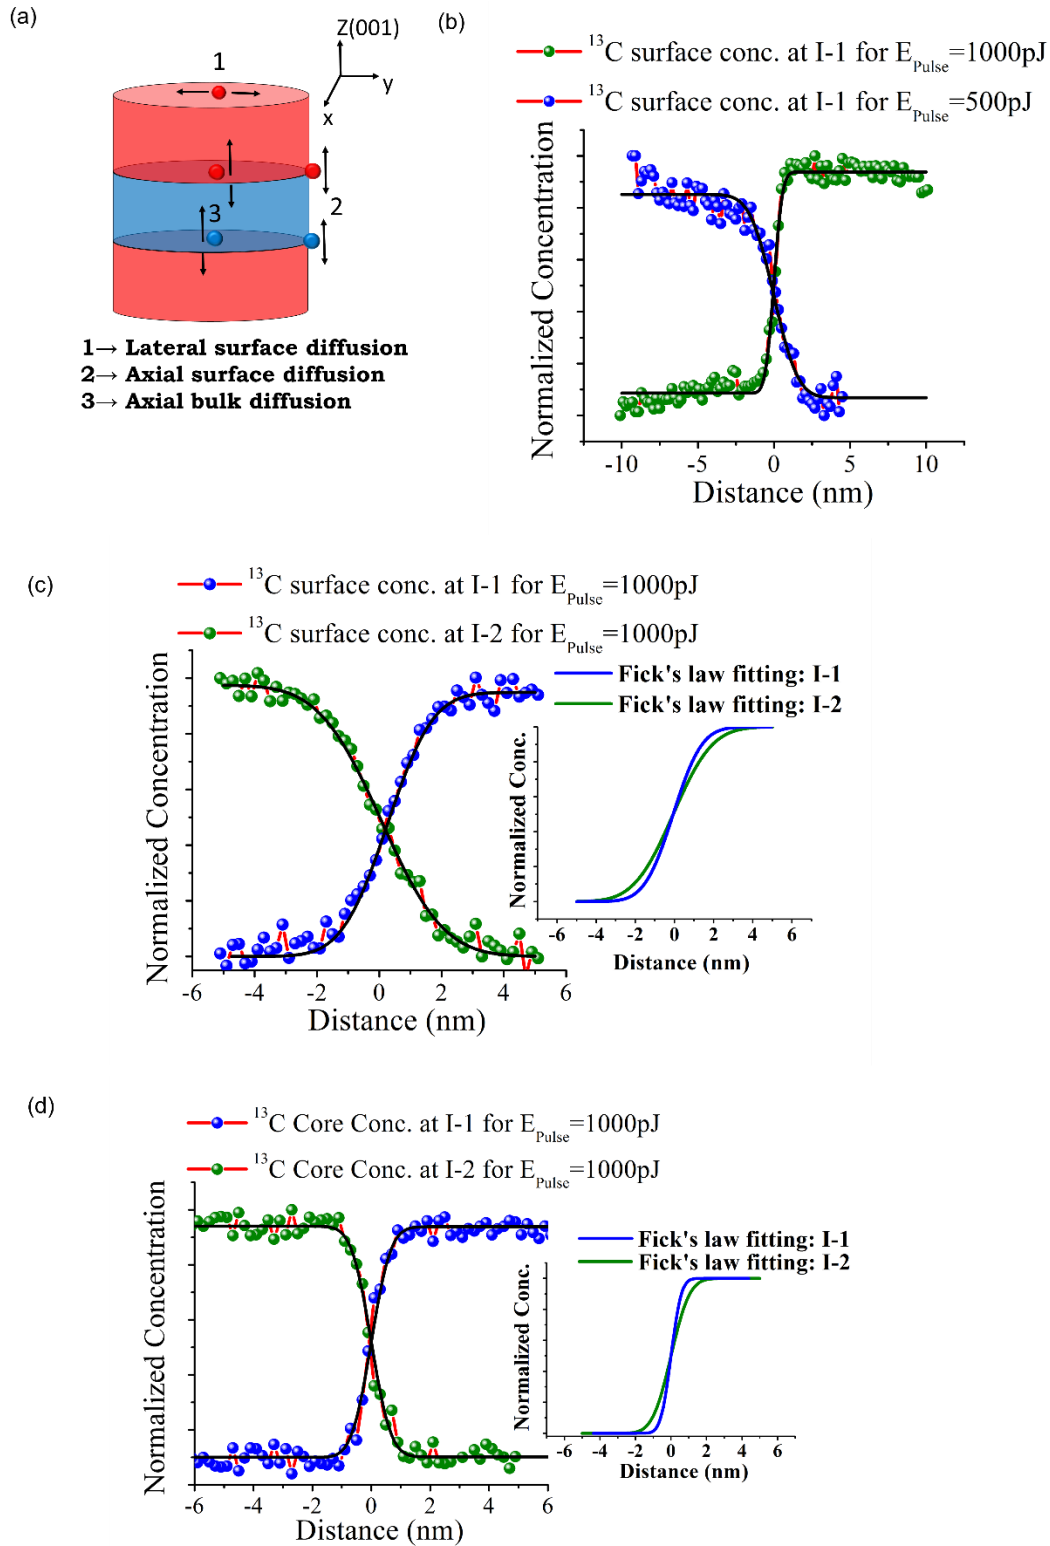 (a)
Z(001)
y
x
1
2
3
1→ Lateral surface diffusion
2→ Axial surface diffusion
3→ Axial bulk diffusion
(b)
¹³C surface conc. at I-1 for E_Pulse=1000pJ
¹³C surface conc. at I-1 for E_Pulse=500pJ
Normalized Concentration
-10 -5 0 5 10
Distance (nm)
(c)
¹³C surface conc. at I-1 for E_Pulse=1000pJ
¹³C surface conc. at I-2 for E_Pulse=1000pJ
Normalized Concentration
-6 -4 -2 0 2 4 6
Distance (nm)
Fick's law fitting: I-1
Fick's law fitting: I-2
Normalized Conc.
-6 -4 -2 0 2 4 6
Distance (nm)
(d)
¹³C Core Conc. at I-1 for E_Pulse=1000pJ
¹³C Core Conc. at I-2 for E_Pulse=1000pJ
Normalized Concentration
-6 -4 -2 0 2 4 6
Distance (nm)
Fick's law fitting: I-1
Fick's law fitting: I-2
Normalized Conc.
-6 -4 -2 0 2 4 6
Distance (nm)